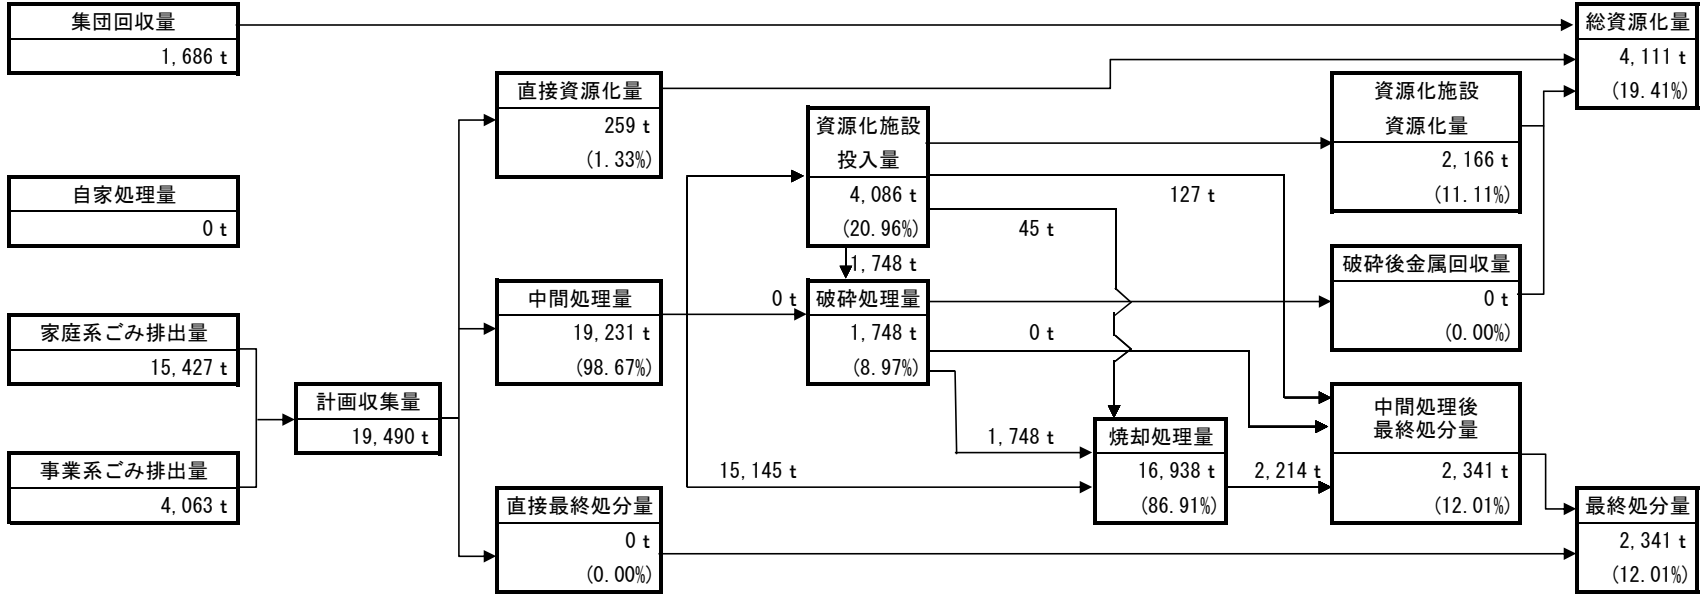 集団回収量
1,686 t
総資源化量
4,111 t
(19.41%)
直接資源化量
259 t
(1.33%)
資源化施設
投入量
4,086 t
(20.96%)
資源化施設
資源化量
2,166 t
(11.11%)
自家処理量
0 t
127 t
45 t
1,748 t
破砕後金属回収量
0 t
(0.00%)
中間処理量
19,231 t
(98.67%)
0 t
破砕処理量
1,748 t
(8.97%)
0 t
家庭系ごみ排出量
15,427 t
計画収集量
19,490 t
中間処理後
最終処分量
2,341 t
(12.01%)
1,748 t
焼却処理量
16,938 t
(86.91%)
15,145 t
2,214 t
事業系ごみ排出量
4,063 t
直接最終処分量
0 t
(0.00%)
最終処分量
2,341 t
(12.01%)